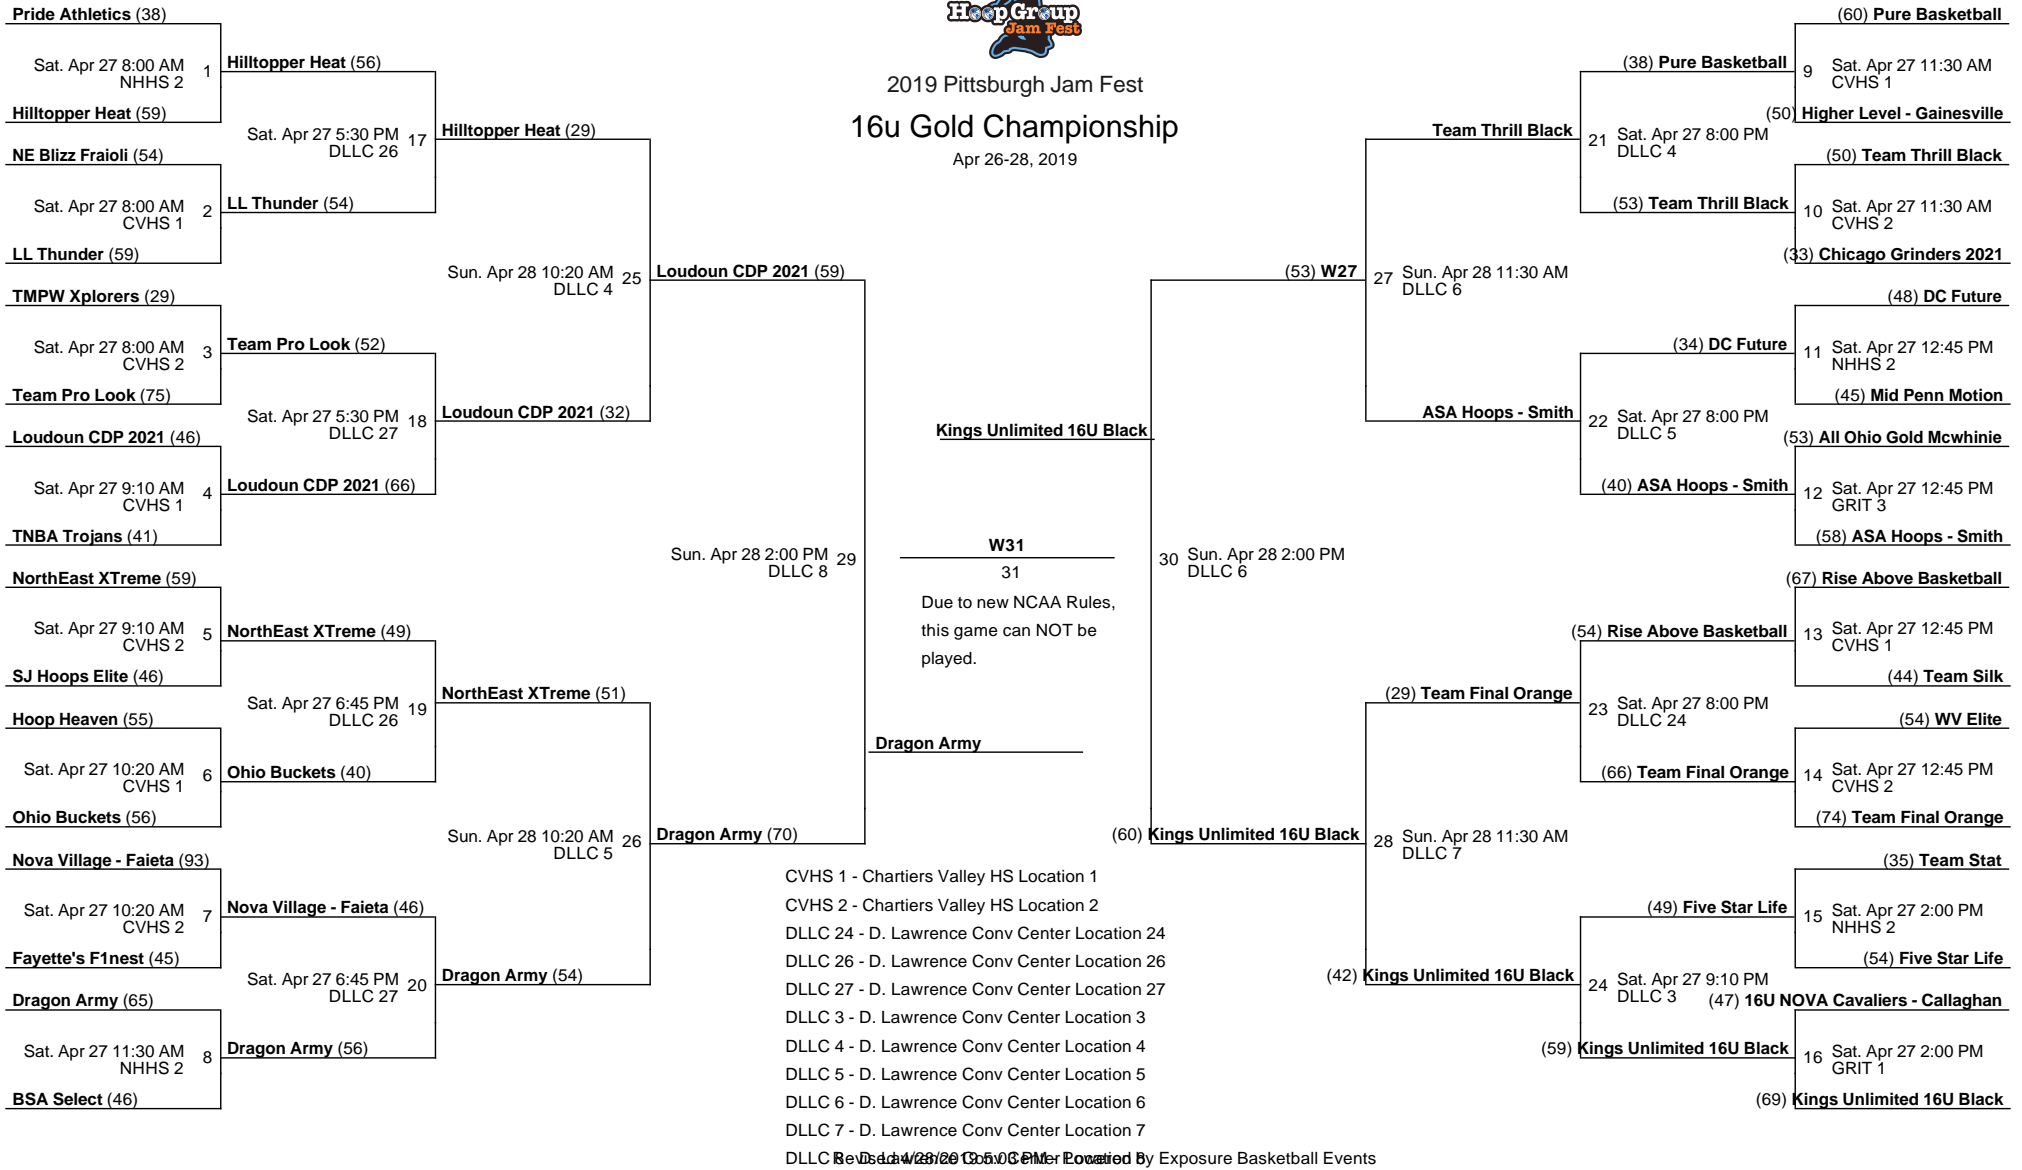 HoopGroup
Jam Fest
2019 Pittsburgh Jam Fest
16u Gold Championship
Apr 26-28, 2019
Pride Athletics (38)
Sat. Apr 27 8:00 AM 1
NHHS 2
Hilltopper Heat (59)
NE Blizz Fraioli (54)
Sat. Apr 27 8:00 AM 2
CVHS 1
LL Thunder (59)
TMPW Xplorers (29)
Sat. Apr 27 8:00 AM 3
CVHS 2
Team Pro Look (75)
Loudoun CDP 2021 (46)
Sat. Apr 27 9:10 AM 4
CVHS 1
TNBA Trojans (41)
NorthEast XTreme (59)
Sat. Apr 27 9:10 AM 5
CVHS 2
SJ Hoops Elite (46)
Hoop Heaven (55)
Sat. Apr 27 10:20 AM 6
CVHS 1
Ohio Buckets (56)
Nova Village - Faieta (93)
Sat. Apr 27 10:20 AM 7
CVHS 2
Fayette's F1nest (45)
Dragon Army (65)
Sat. Apr 27 11:30 AM 8
NHHS 2
BSA Select (46)
Hilltopper Heat (56)
Sat. Apr 27 5:30 PM 17
DLLC 26
LL Thunder (54)
Team Pro Look (52)
Sat. Apr 27 5:30 PM 18
DLLC 27
Loudoun CDP 2021 (66)
NorthEast XTreme (49)
Sat. Apr 27 6:45 PM 19
DLLC 26
Ohio Buckets (40)
Nova Village - Faieta (46)
Sat. Apr 27 6:45 PM 20
DLLC 27
Dragon Army (56)
Hilltopper Heat (29)
Sun. Apr 28 10:20 AM 25
DLLC 4
Loudoun CDP 2021 (32)
NorthEast XTreme (51)
Sun. Apr 28 10:20 AM 26
DLLC 5
Dragon Army (54)
Loudoun CDP 2021 (59)
Sun. Apr 28 2:00 PM 29
DLLC 8
Dragon Army (70)
Kings Unlimited 16U Black
W31
31
Due to new NCAA Rules,
this game can NOT be
played.
Dragon Army
(53) W27
30 Sun. Apr 28 2:00 PM
DLLC 6
(60) Kings Unlimited 16U Black
Team Thrill Black
27 Sun. Apr 28 11:30 AM
DLLC 6
ASA Hoops - Smith
(29) Team Final Orange
28 Sun. Apr 28 11:30 AM
DLLC 7
(42) Kings Unlimited 16U Black
(38) Pure Basketball
21 Sat. Apr 27 8:00 PM
DLLC 4
(53) Team Thrill Black
(34) DC Future
22 Sat. Apr 27 8:00 PM
DLLC 5
(40) ASA Hoops - Smith
(54) Rise Above Basketball
23 Sat. Apr 27 8:00 PM
DLLC 24
(66) Team Final Orange
(49) Five Star Life
24 Sat. Apr 27 9:10 PM
DLLC 3
(59) Kings Unlimited 16U Black
(60) Pure Basketball
9 Sat. Apr 27 11:30 AM
CVHS 1
(50) Higher Level - Gainesville
(50) Team Thrill Black
10 Sat. Apr 27 11:30 AM
CVHS 2
(33) Chicago Grinders 2021
(48) DC Future
11 Sat. Apr 27 12:45 PM
NHHS 2
(45) Mid Penn Motion
(53) All Ohio Gold Mcwhinie
12 Sat. Apr 27 12:45 PM
GRIT 3
(58) ASA Hoops - Smith
(67) Rise Above Basketball
13 Sat. Apr 27 12:45 PM
CVHS 1
(44) Team Silk
(54) WV Elite
14 Sat. Apr 27 12:45 PM
CVHS 2
(74) Team Final Orange
(35) Team Stat
15 Sat. Apr 27 2:00 PM
NHHS 2
(54) Five Star Life
(47) 16U NOVA Cavaliers - Callaghan
16 Sat. Apr 27 2:00 PM
GRIT 1
(69) Kings Unlimited 16U Black
CVHS 1 - Chartiers Valley HS Location 1
CVHS 2 - Chartiers Valley HS Location 2
DLLC 24 - D. Lawrence Conv Center Location 24
DLLC 26 - D. Lawrence Conv Center Location 26
DLLC 27 - D. Lawrence Conv Center Location 27
DLLC 3 - D. Lawrence Conv Center Location 3
DLLC 4 - D. Lawrence Conv Center Location 4
DLLC 5 - D. Lawrence Conv Center Location 5
DLLC 6 - D. Lawrence Conv Center Location 6
DLLC 7 - D. Lawrence Conv Center Location 7
DLLC 8 - D. Lawrence Conv Center Location 8
Revised 4/28/2019 5:03 PM - Powered by Exposure Basketball Events